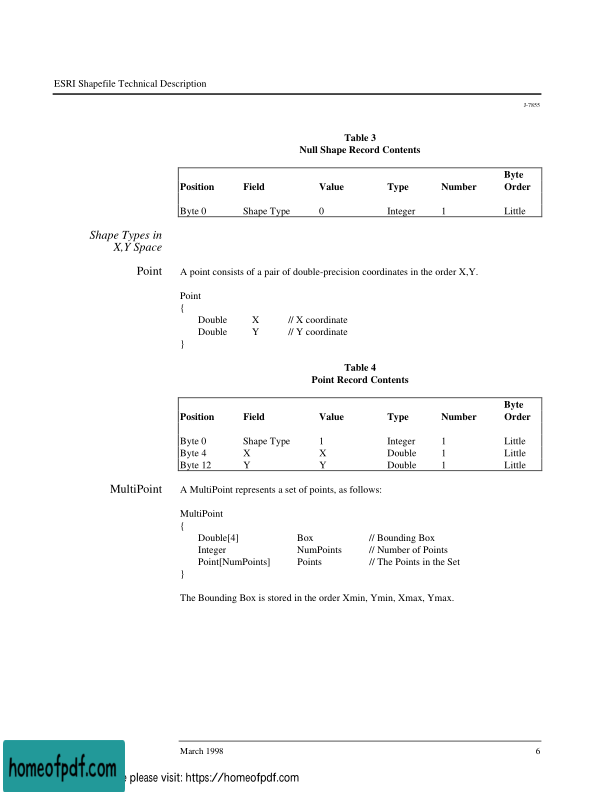 ESRI Shapefile Technical Description
J-7855
Table 3
Null Shape Record Contents
Byte
Position Field Value Type Number Order
Byte 0 Shape Type 0 Integer 1 Little
Shape Types in
X,Y Space
Point A point consists of a pair of double-precision coordinates in the order X,Y.
Point
{
Double X // X coordinate
Double Y // Y coordinate
}
Table 4
Point Record Contents
Byte
Position Field Value Type Number Order
Byte 0 Shape Type 1 Integer 1 Little
Byte 4 X X Double 1 Little
Byte 12 Y Y Double 1 Little
MultiPoint A MultiPoint represents a set of points, as follows:
MultiPoint
{
Double[4] Box // Bounding Box
Integer NumPoints // Number of Points
Point[NumPoints] Points // The Points in the Set
}
The Bounding Box is stored in the order Xmin, Ymin, Xmax, Ymax.
March 1998 6
homeofpdf.com
please visit: https://homeofpdf.com